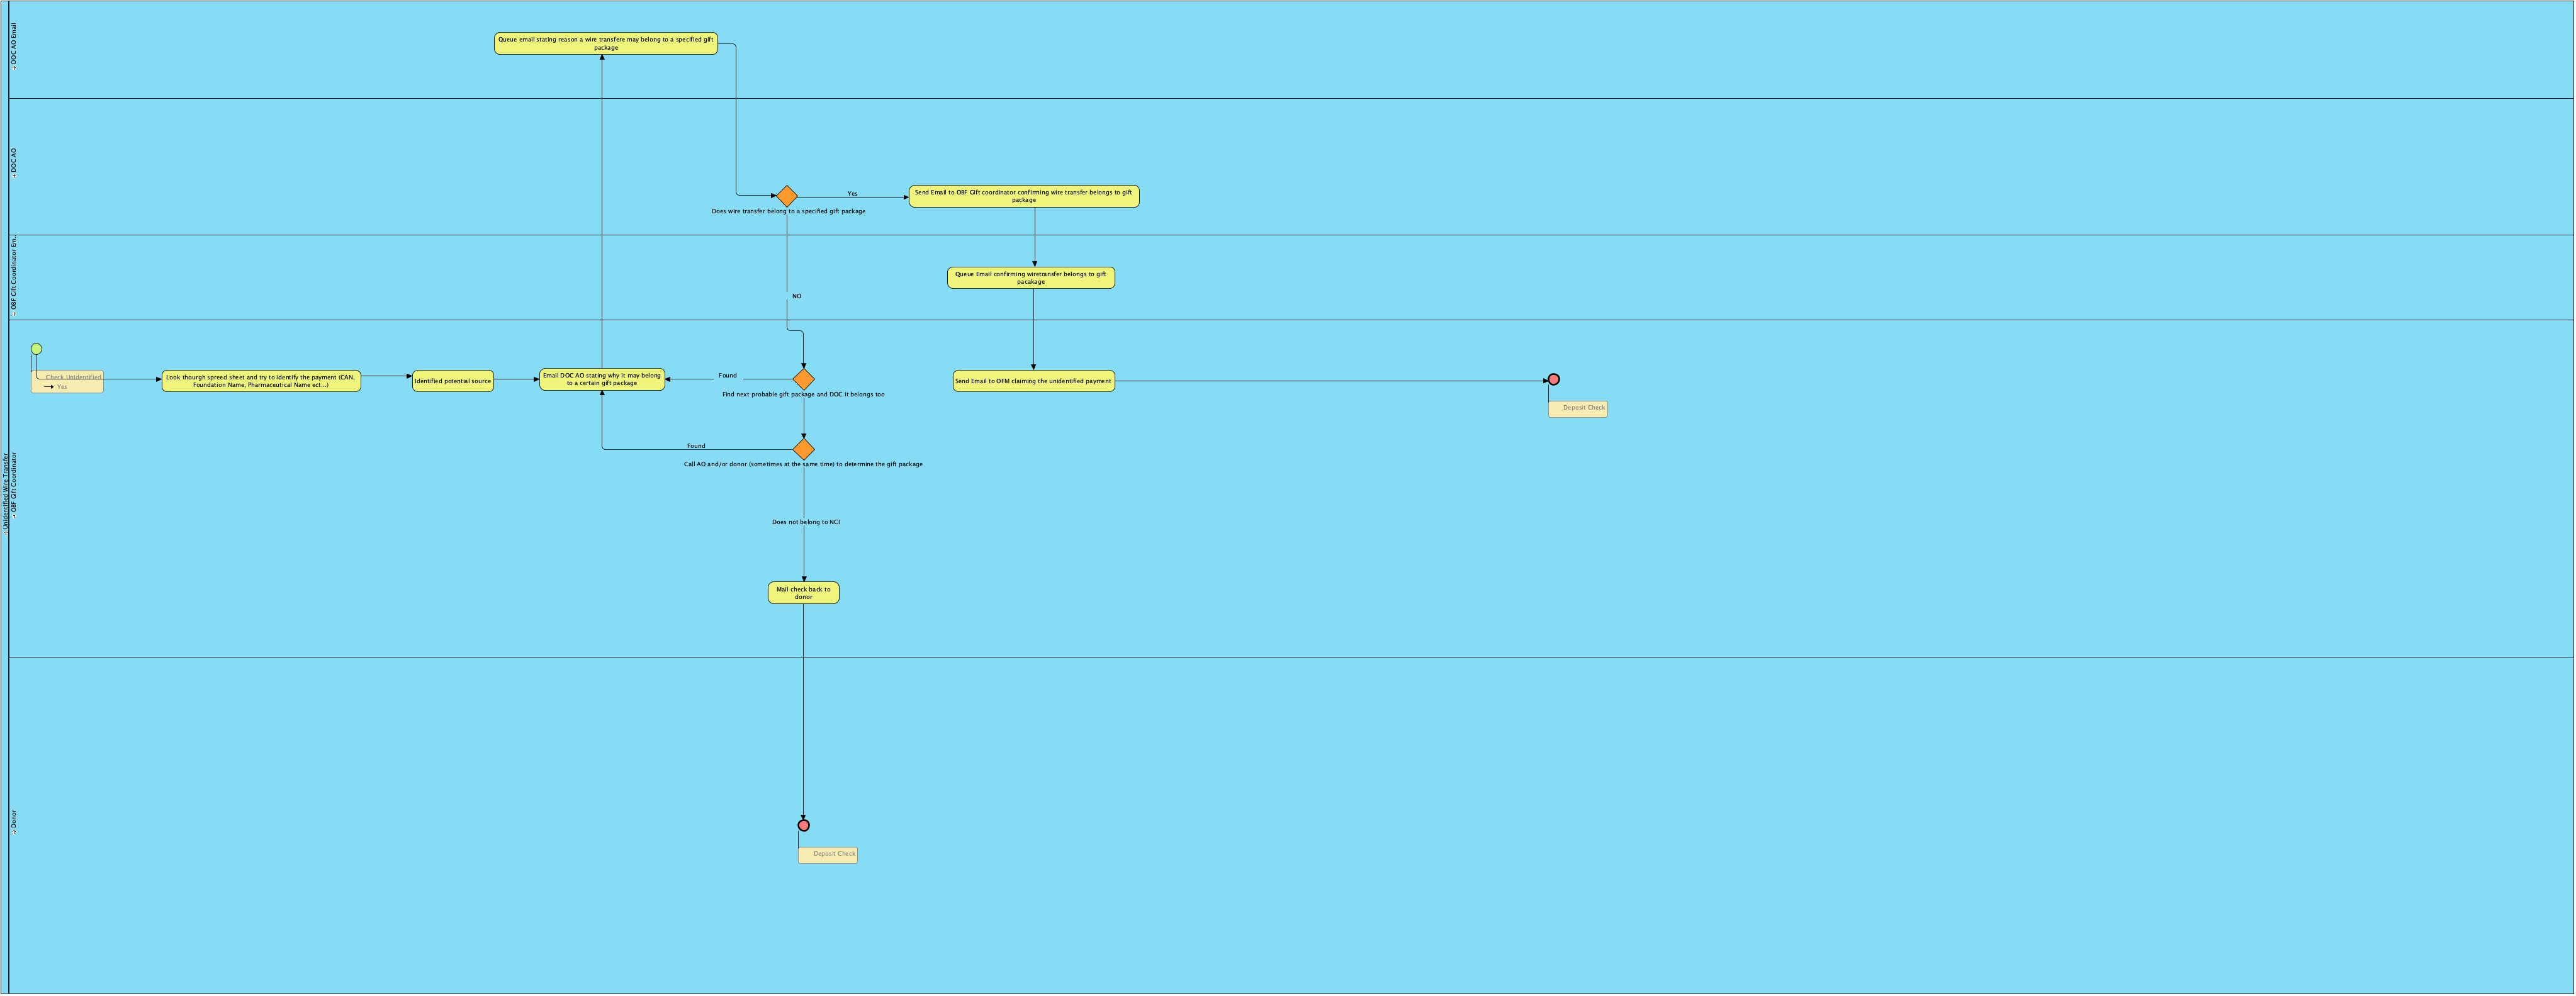 → Unidentified Wire Transfer
→ DOC AO Email
Queue email stating reason a wire transfere may belong to a specified gift
package
→ DOC AO
Does wire transfer belong to a specified gift package
Yes
Send Email to OBF Gift coordinator confirming wire transfer belongs to gift
package
→ OBF Gift Coordinator Em..
NO
Queue Email confirming wiretransfer belongs to gift
pacakage
→ OBF Gift Coordinator
Check Unidentified
Yes
Look thourgh spreed sheet and try to identify the payment (CAN,
Foundation Name, Pharmaceutical Name ect...)
Identified potential source
Email DOC AO stating why it may belong
to a certain gift package
Found
Find next probable gift package and DOC it belongs too
Send Email to OFM claiming the unidentified payment
Deposit Check
Found
Call AO and/or donor (sometimes at the same time) to determine the gift package
Does not belong to NCI
Mail check back to
donor
→ Donor
Deposit Check